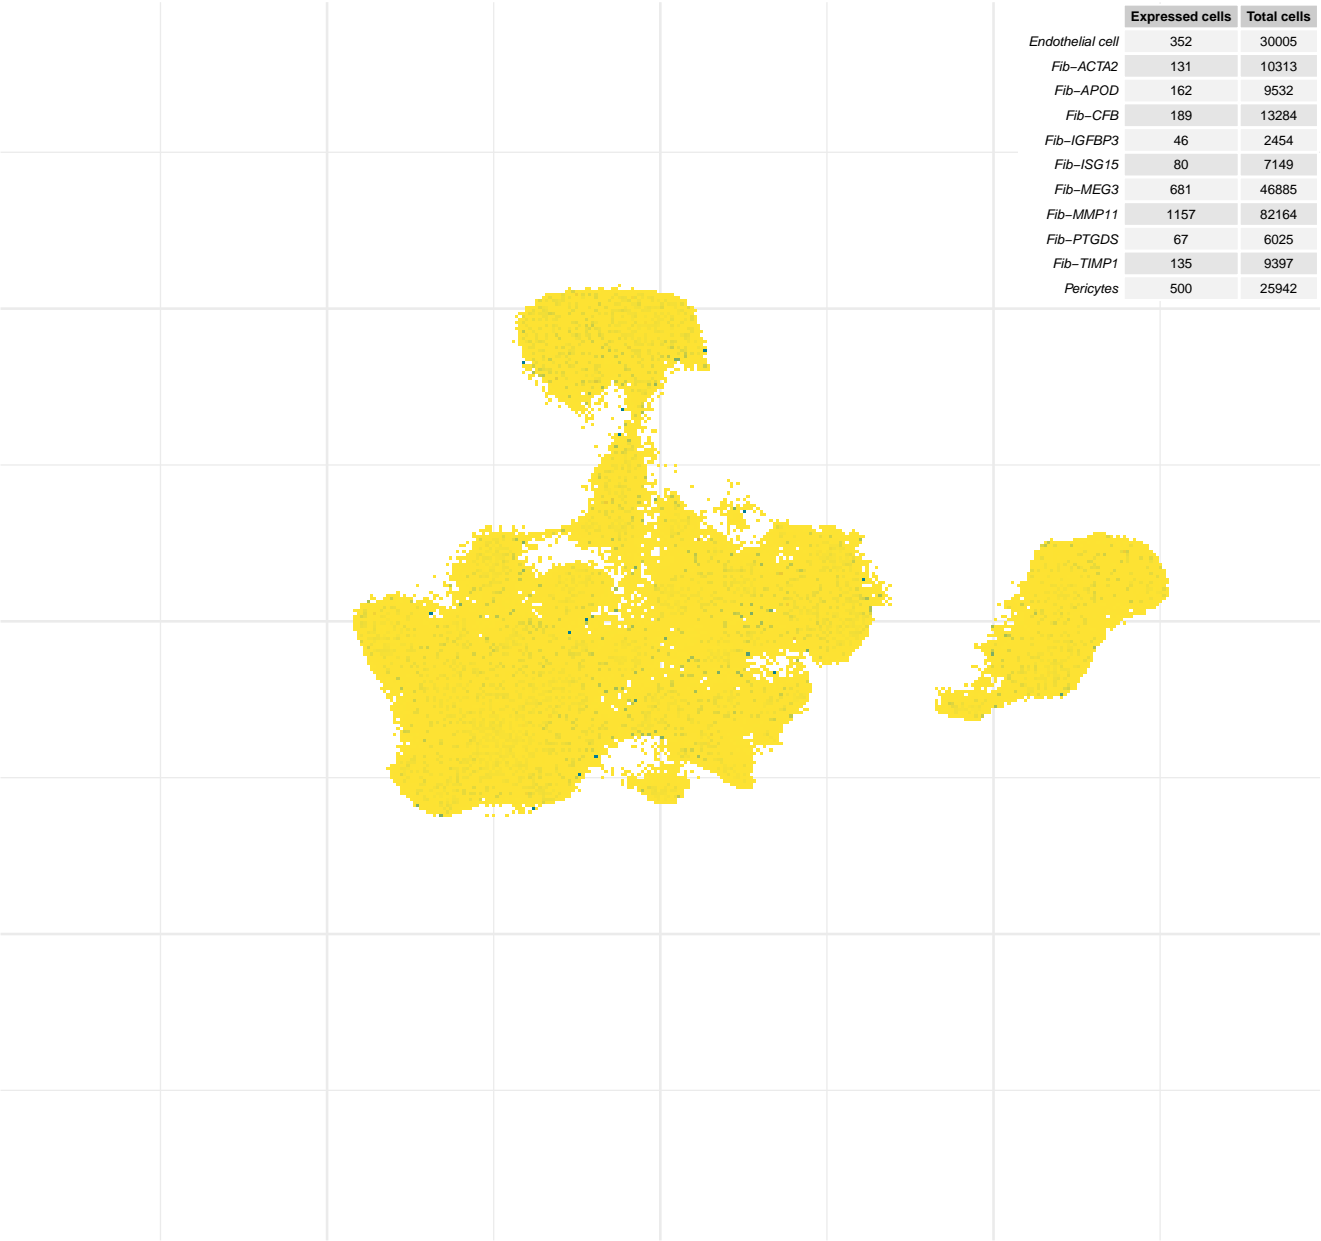 Expressed cells Total cells
Endothelial cell 352 30005
Fib−ACTA2 131 10313
Fib−APOD 162 9532
Fib−CFB 189 13284
Fib−IGFBP3 46 2454
Fib−ISG15 80 7149
Fib−MEG3 681 46885
Fib−MMP11 1157 82164
Fib−PTGDS 67 6025
Fib−TIMP1 135 9397
Pericytes 500 25942